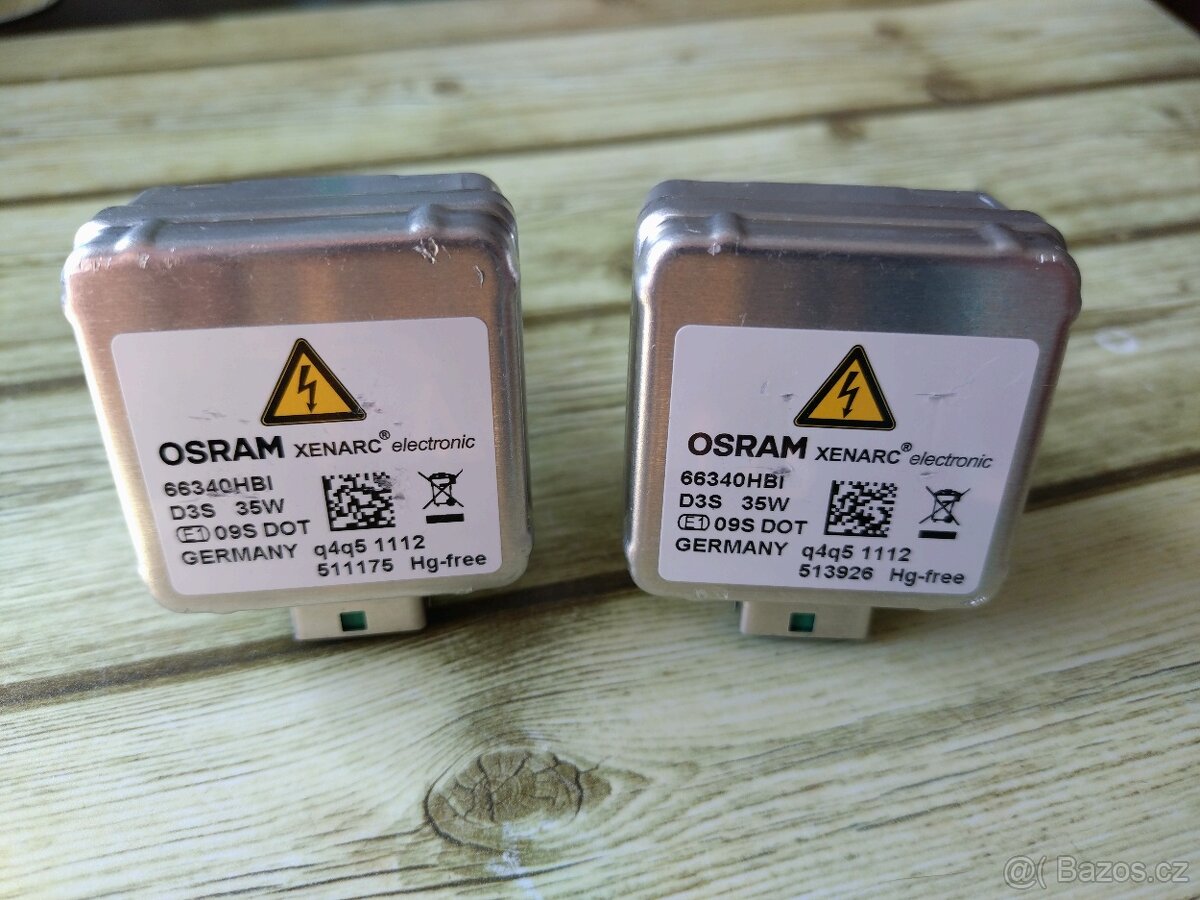 OSRAM XENARC® electronic
66340HBI
D3S 35W
E1 09S DOT
GERMANY q4q5 1112
511175 Hg-free
OSRAM XENARC® electronic
66340HBI
D3S 35W
E1 09S DOT
GERMANY q4q5 1112
513926 Hg-free
@( Bazos.cz